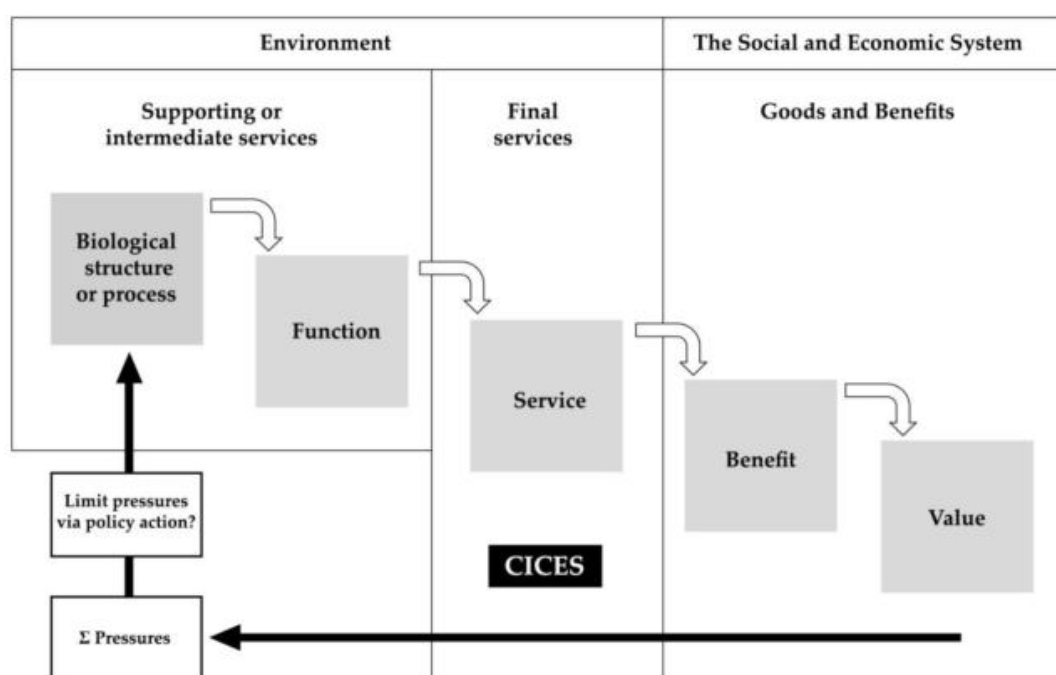 Environment
The Social and Economic System
Supporting or
intermediate services
Final
services
Goods and Benefits
Biological
structure
or process
Function
Service
Benefit
Value
Limit pressures
via policy action?
CICES
Σ Pressures